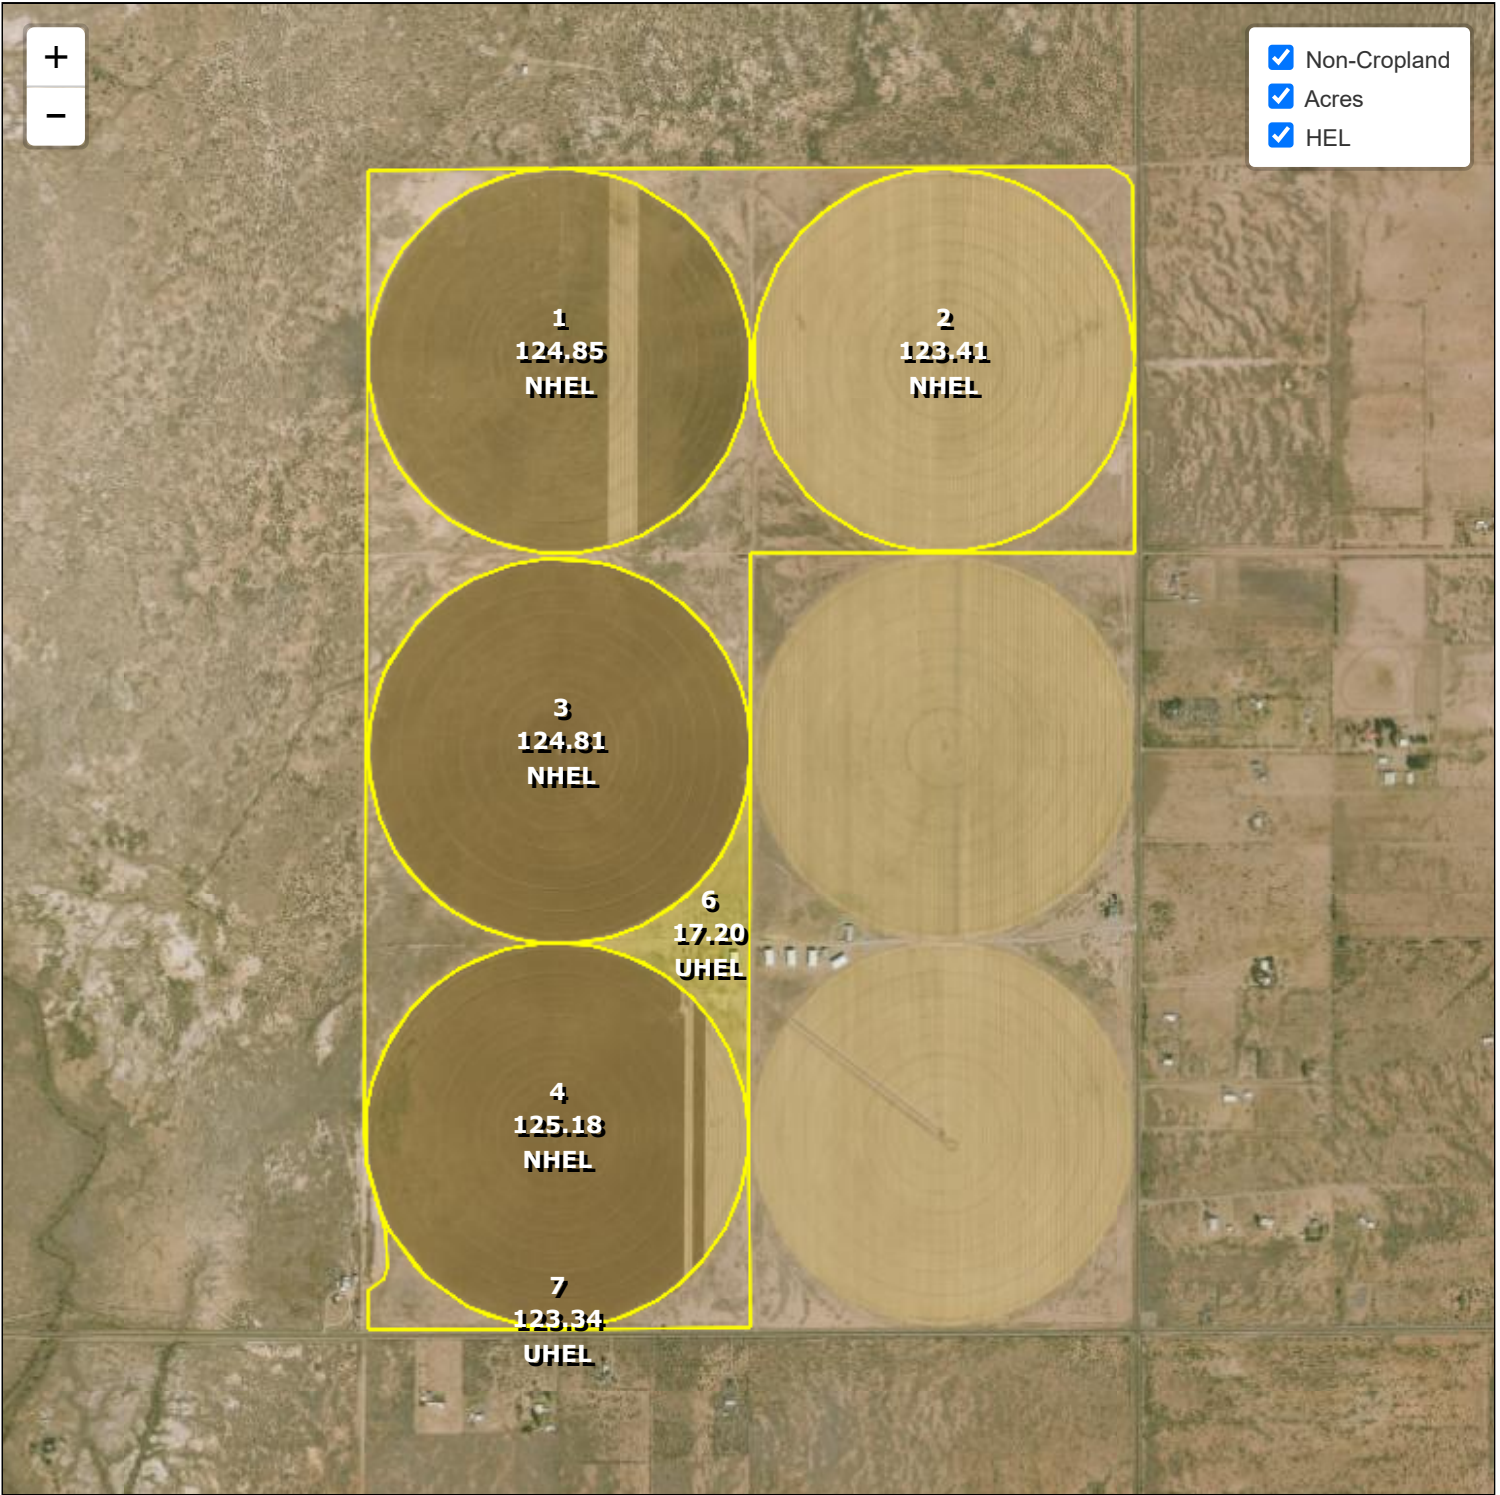 +
−
Non-Cropland
Acres
HEL
1
124.85
NHEL
2
123.41
NHEL
3
124.81
NHEL
6
17.20
UHEL
4
125.18
NHEL
7
123.34
UHEL